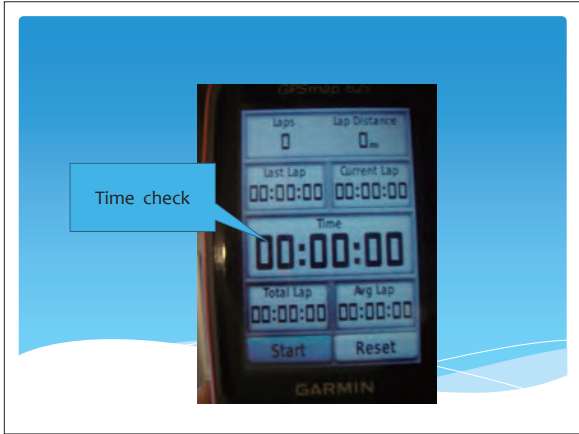 GPSmap 62s
Laps Lap Distance
0 0m
Last Lap Current Lap
00:00:00 00:00:00
Time check
Time
00:00:00
Total Lap Avg Lap
00:00:00 00:00:00
Start Reset
GARMIN